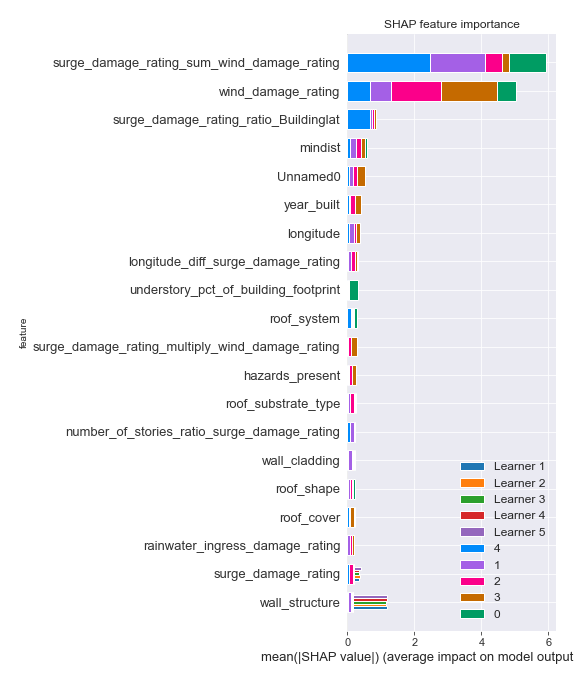 SHAP feature importance
surge_damage_rating_sum_wind_damage_rating
wind_damage_rating
surge_damage_rating_ratio_Buildinglat
mindist
Unnamed0
year_built
longitude
longitude_diff_surge_damage_rating
understory_pct_of_building_footprint
roof_system
surge_damage_rating_multiply_wind_damage_rating
hazards_present
roof_substrate_type
number_of_stories_ratio_surge_damage_rating
wall_cladding
roof_shape
roof_cover
rainwater_ingress_damage_rating
surge_damage_rating
wall_structure
feature
Learner 1
Learner 2
Learner 3
Learner 4
Learner 5
4
1
2
3
0
0 2 4 6
mean(|SHAP value|) (average impact on model output